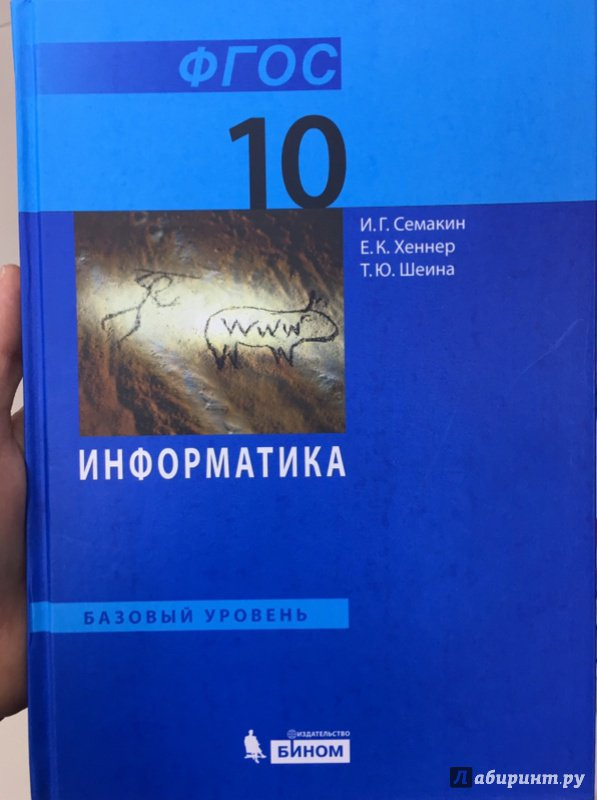 ФГОС
10
И. Г. Семакин
Е. К. Хеннер
Т. Ю. Шеина
WWW
ИНФОРМАТИКА
БАЗОВЫЙ УРОВЕНЬ
ИЗДАТЕЛЬСТВО
БИНОМ
Лабиринт.ру